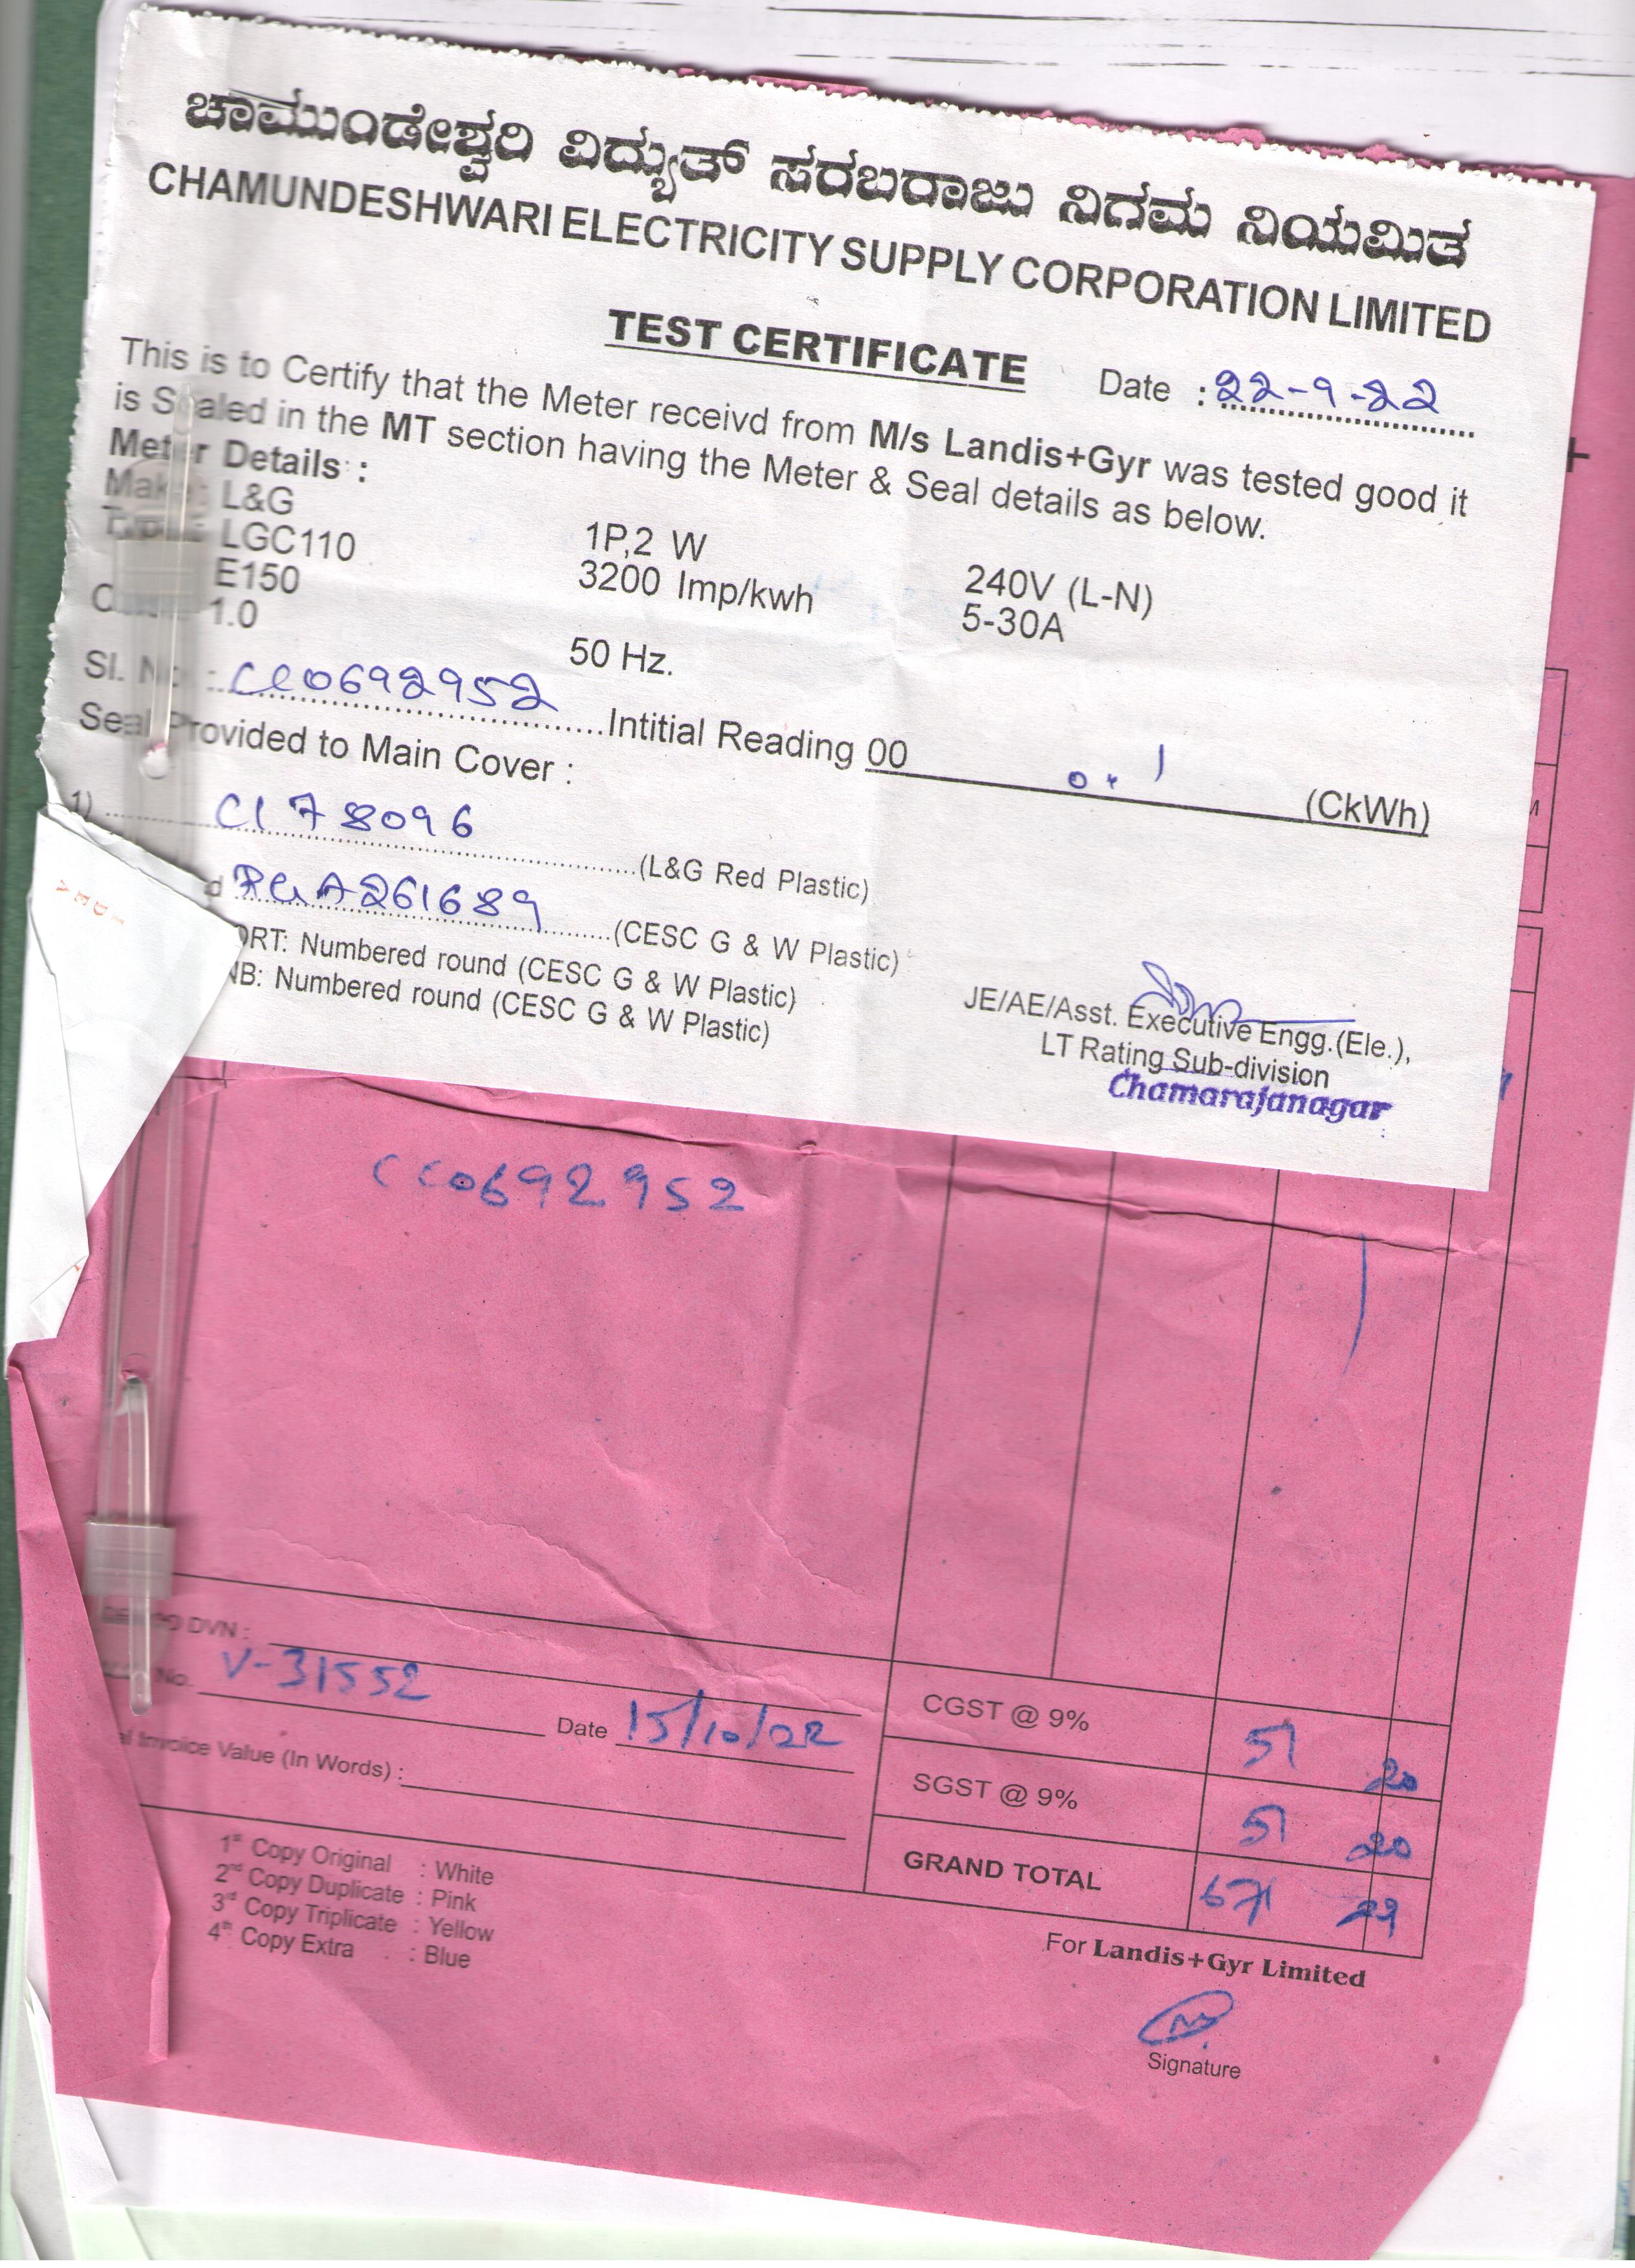 ಚಾಮುಂಡೇಶ್ವರಿ ವಿದ್ಯುತ್ ಸರಬರಾಜು ನಿಗಮ ನಿಯಮಿತ
CHAMUNDESHWARI ELECTRICITY SUPPLY CORPORATION LIMITED
TEST CERTIFICATE
Date : 22-9-22
This is to Certify that the Meter receivd from M/s Landis+Gyr was tested good it
is Sealed in the MT section having the Meter & Seal details as below.
Meter Details :
Make : L&G
LGC110 1P,2 W 240V (L-N)
E150 3200 Imp/kwh 5-30A
1.0 50 Hz.
Sl. No. : CC0692952 Intitial Reading 00 0.1 (CkWh)
Seal Provided to Main Cover :
1) C178096 (L&G Red Plastic)
d PGA261689 (CESC G & W Plastic)
ORT: Numbered round (CESC G & W Plastic)
NB: Numbered round (CESC G & W Plastic)
JE/AE/Asst. Executive Engg.(Ele.),
LT Rating Sub-division
Chamarajanagar
CC0692952
DVN :
No. V-31552 Date 15/10/22
Invoice Value (In Words) :
CGST @ 9% 51 20
SGST @ 9% 51 20
GRAND TOTAL 671 29
1st Copy Original : White
2nd Copy Duplicate : Pink
3rd Copy Triplicate : Yellow
4th Copy Extra : Blue
For Landis+Gyr Limited
Signature